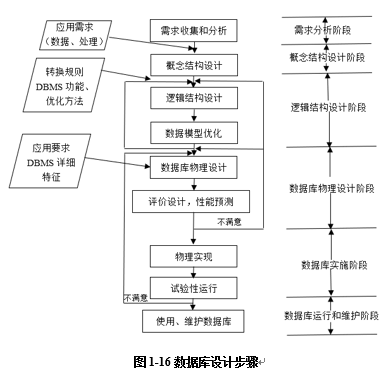 应用需求
（数据、处理）
需求收集和分析
需求分析阶段
概念结构设计
概念结构设计阶段
转换规则
DBMS 功能、
优化方法
逻辑结构设计
逻辑结构设计阶段
数据模型优化
应用要求
DBMS 详细
特征
数据库物理设计
数据库物理设计阶段
评价设计，性能预测
不满意
物理实现
数据库实施阶段
试验性运行
不满意
使用、维护数据库
数据库运行和维护阶段
图 1-16 数据库设计步骤